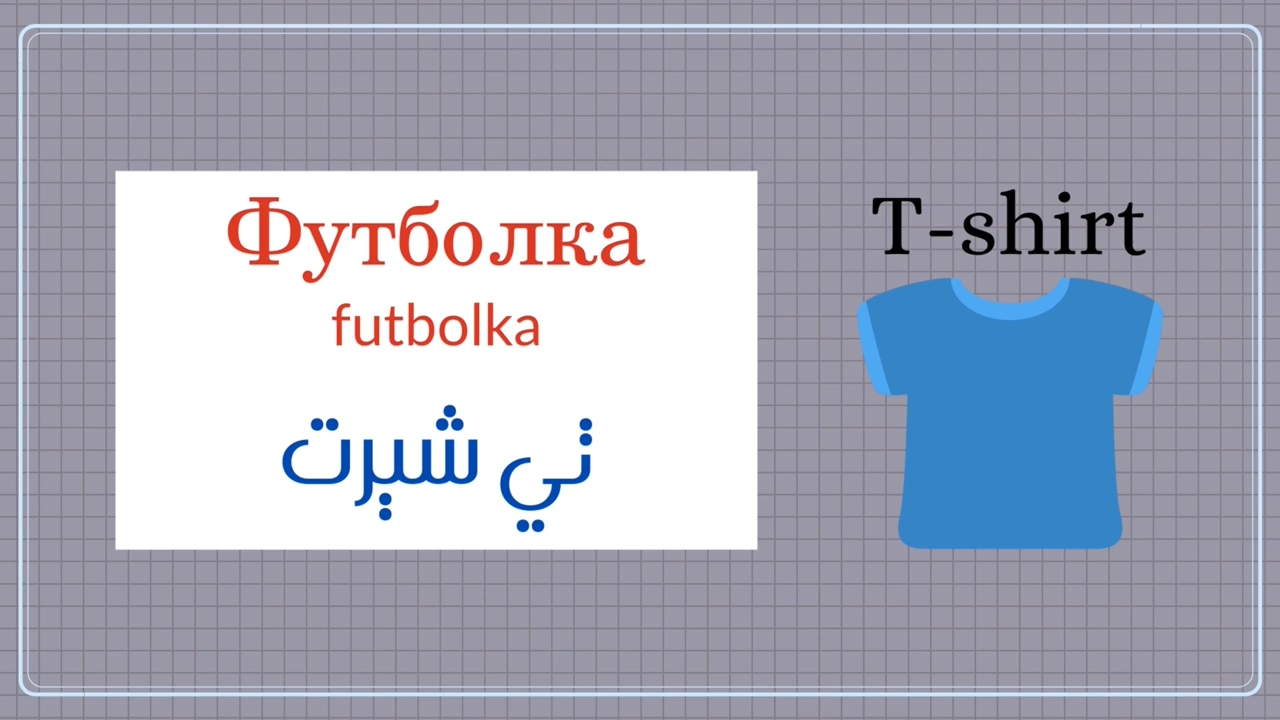 Футболка
futbolka
تي شيرت
T-shirt